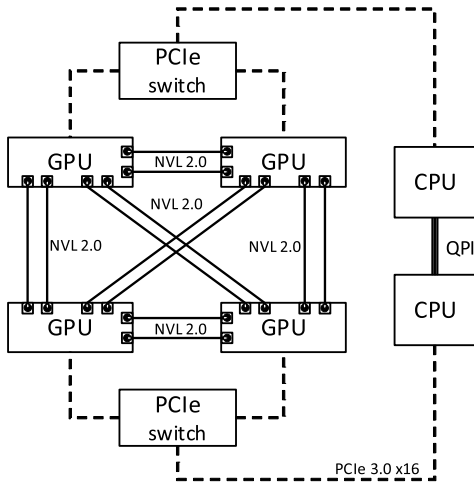 PCIe
switch
GPU
NVL 2.0
GPU
CPU
NVL 2.0
NVL 2.0
NVL 2.0
QPI
GPU
NVL 2.0
GPU
CPU
PCIe
switch
PCIe 3.0 x16